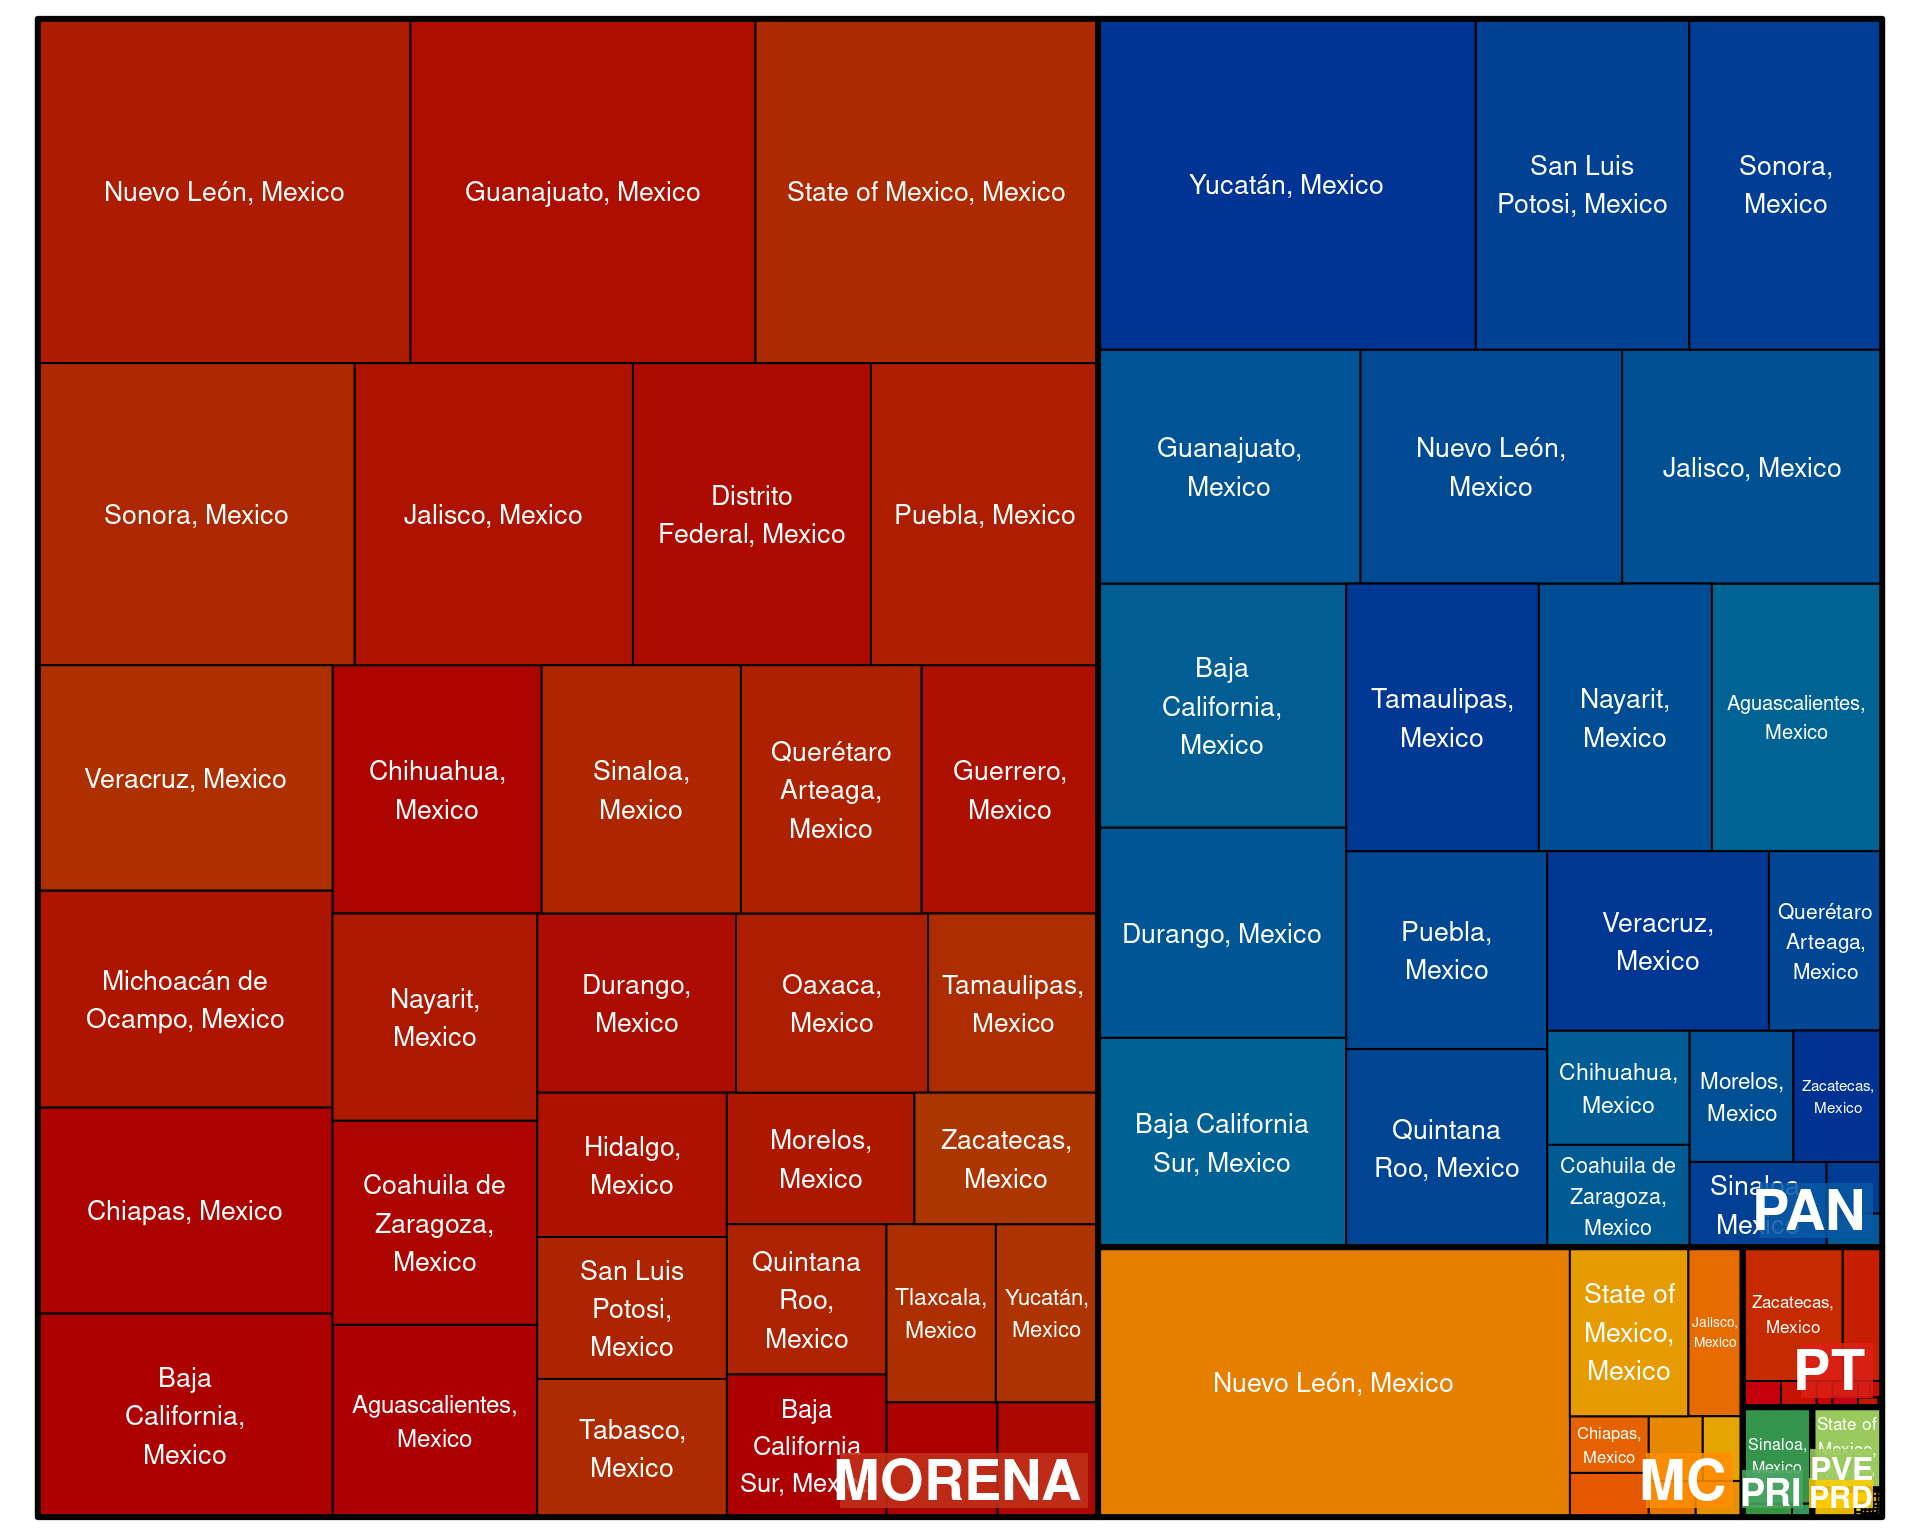 Nuevo León, Mexico
Guanajuato, Mexico
State of Mexico, Mexico
Sonora, Mexico
Jalisco, Mexico
Distrito
Federal, Mexico
Puebla, Mexico
Veracruz, Mexico
Chihuahua,
Mexico
Sinaloa,
Mexico
Querétaro
Arteaga,
Mexico
Guerrero,
Mexico
Michoacán de
Ocampo, Mexico
Nayarit,
Mexico
Durango,
Mexico
Oaxaca,
Mexico
Tamaulipas,
Mexico
Chiapas, Mexico
Coahuila de
Zaragoza,
Mexico
Hidalgo,
Mexico
Morelos,
Mexico
Zacatecas,
Mexico
San Luis
Potosi,
Mexico
Quintana
Roo,
Mexico
Tlaxcala,
Mexico
Yucatán,
Mexico
Baja
California,
Mexico
Aguascalientes,
Mexico
Tabasco,
Mexico
Baja
California
Sur, Mexico
MORENA
Yucatán, Mexico
San Luis
Potosi, Mexico
Sonora,
Mexico
Guanajuato,
Mexico
Nuevo León,
Mexico
Jalisco, Mexico
Baja
California,
Mexico
Tamaulipas,
Mexico
Nayarit,
Mexico
Aguascalientes,
Mexico
Durango, Mexico
Puebla,
Mexico
Veracruz,
Mexico
Querétaro
Arteaga,
Mexico
Baja California
Sur, Mexico
Quintana
Roo, Mexico
Chihuahua,
Mexico
Morelos,
Mexico
Zacatecas,
Mexico
Coahuila de
Zaragoza,
Mexico
Sinaloa,
Mexico
PAN
Nuevo León, Mexico
State of
Mexico,
Mexico
Jalisco,
Mexico
Chiapas,
Mexico
MC
Zacatecas,
Mexico
PT
Sinaloa,
Mexico
PRI
State of
Mexico,
PVE
PRD